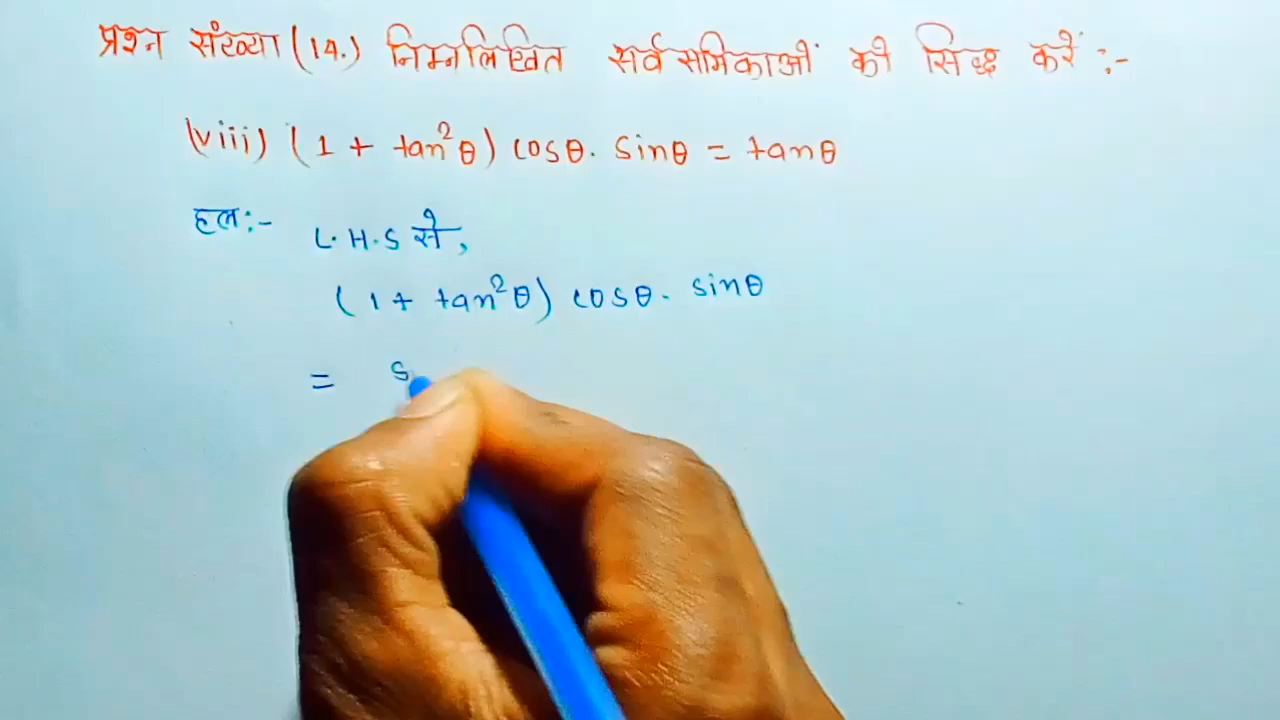 प्रश्न संख्या (14.) निम्नलिखित सर्वसमिकाओं को सिद्ध करें :-
(viii) (1 + tan²θ) cosθ. sinθ = tanθ
हल:- L.H.S से,
(1 + tan²θ) cosθ. sinθ
= s